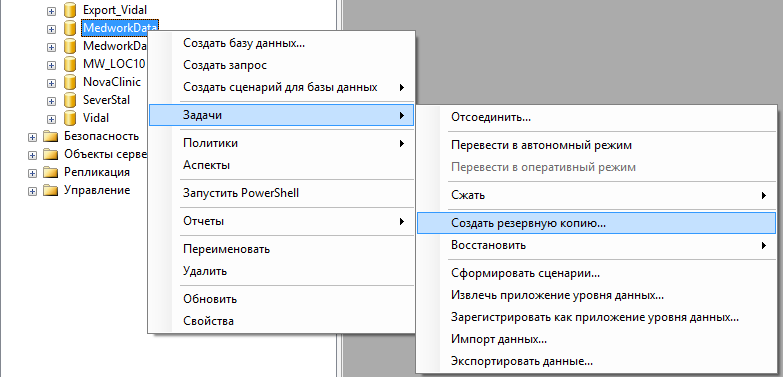 Export_Vidal
MedworkData
MedworkDa
MW_LOC10
NovaClinic
SeverStal
Vidal
Безопасность
Объекты серве
Репликация
Управление
Создать базу данных...
Создать запрос
Создать сценарий для базы данных
Задачи
Политики
Аспекты
Запустить PowerShell
Отчеты
Переименовать
Удалить
Обновить
Свойства
Отсоединить...
Перевести в автономный режим
Перевести в оперативный режим
Сжать
Создать резервную копию...
Восстановить
Сформировать сценарии...
Извлечь приложение уровня данных...
Зарегистрировать как приложение уровня данных...
Импорт данных...
Экспортировать данные...